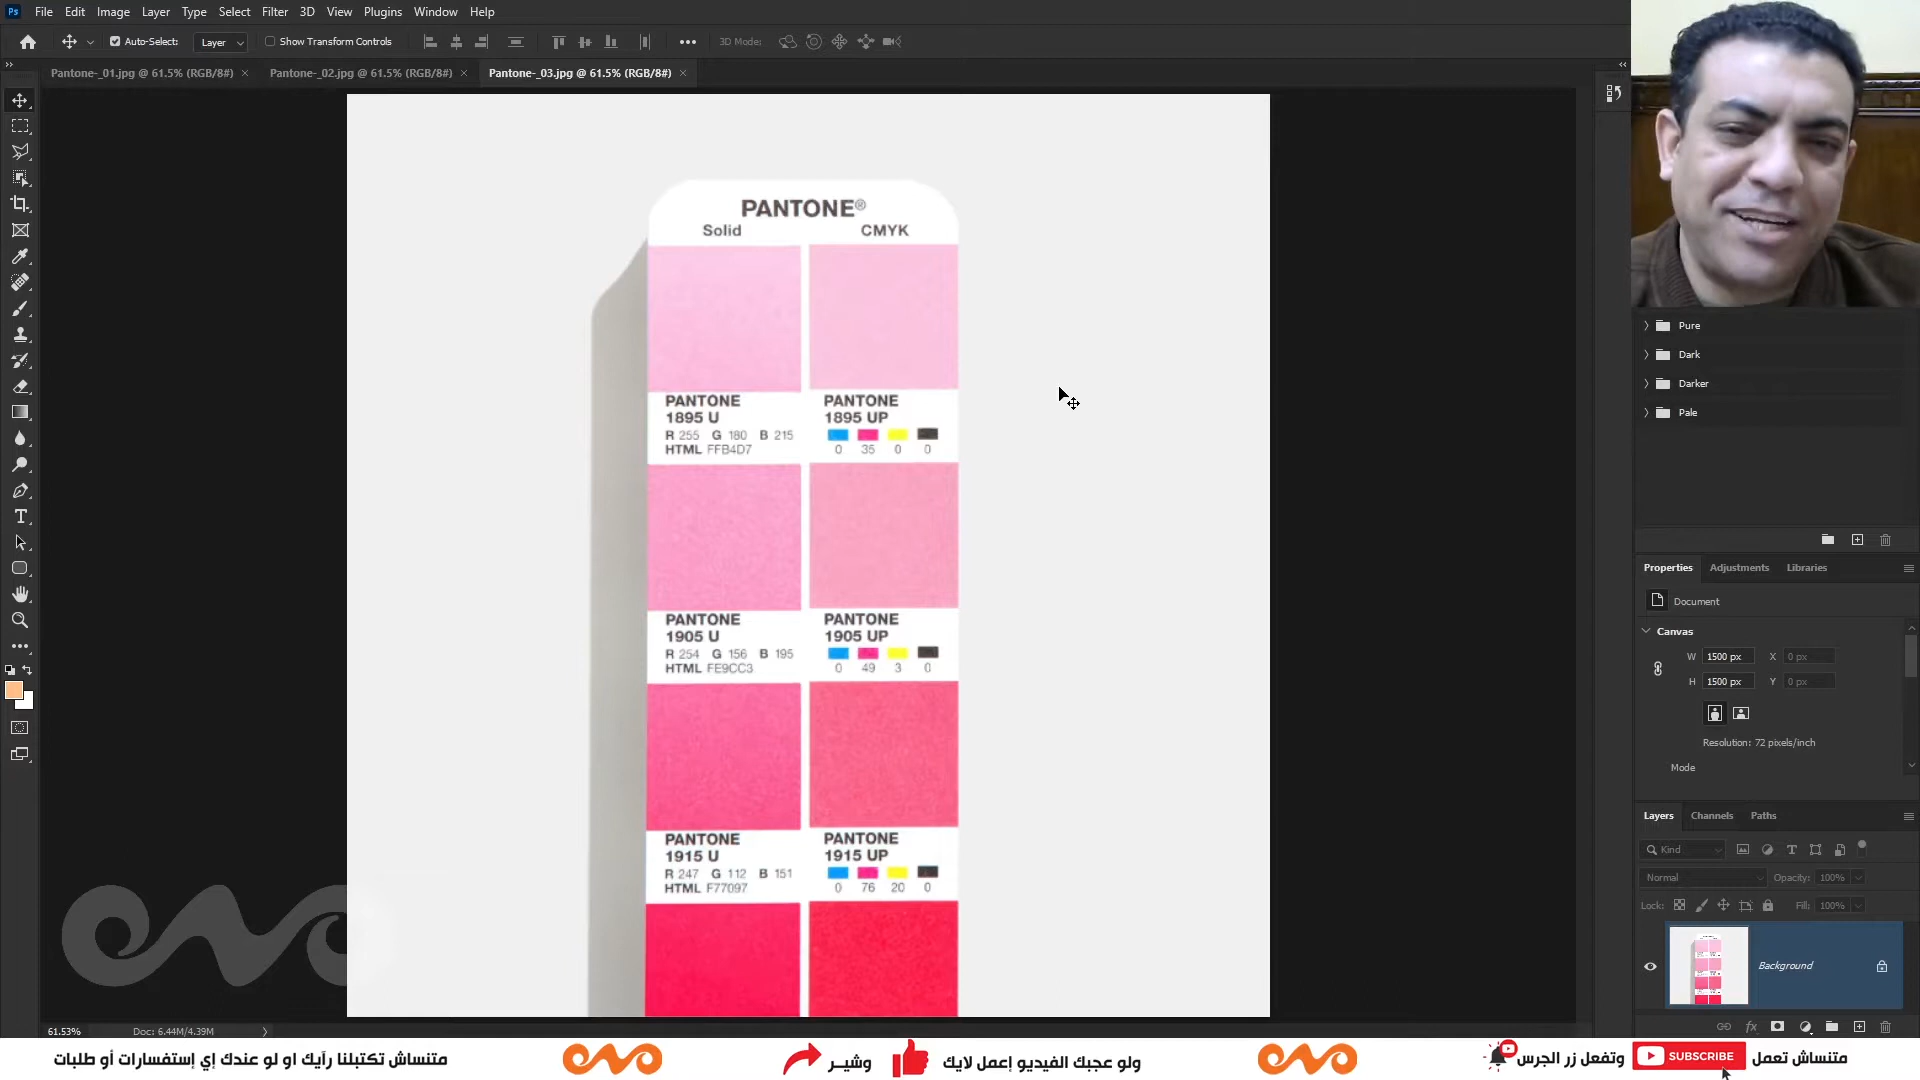 Ps File Edit Image Layer Type Select Filter 3D View Plugins Window Help
Auto-Select: Layer Show Transform Controls 3D Mode:
Pantone-_01.jpg @ 61.5% (RGB/8#) Pantone-_02.jpg @ 61.5% (RGB/8#) Pantone-_03.jpg @ 61.5% (RGB/8#)
PANTONE®
Solid CMYK
PANTONE
1895 U
R 255 G 180 B 215
HTML FFB4D7
PANTONE
1895 UP
0 35 0 0
PANTONE
1905 U
R 254 G 156 B 195
HTML FE9CC3
PANTONE
1905 UP
0 49 3 0
PANTONE
1915 U
R 247 G 112 B 151
HTML F77097
PANTONE
1915 UP
0 76 20 0
Pure
Dark
Darker
Pale
Properties Adjustments Libraries
Document
Canvas
W 1500 px X 0 px
H 1500 px Y 0 px
Resolution: 72 pixels/inch
Mode
Layers Channels Paths
Kind
Normal Opacity: 100%
Lock: Fill: 100%
Background
61.53% Doc: 6.44M/4.39M
متنساش تعمل SUBSCRIBE وتفعل زر الجرس
ولو عجبك الفيديو إعمل لايك وشير
متنساش تكتبلنا رآيك او لو عندك إي إستفسارات أو طلبات